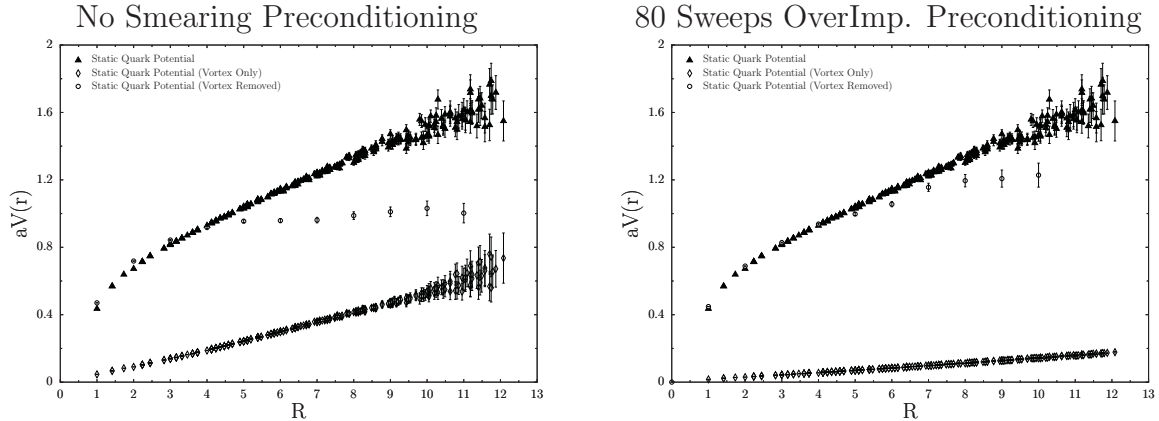 No Smearing Preconditioning
2
1.6
1.2
0.8
0.4
0
aV(r)
Static Quark Potential
Static Quark Potential (Vortex Only)
Static Quark Potential (Vortex Removed)
0 1 2 3 4 5 6 7 8 9 10 11 12 13
R
80 Sweeps OverImp. Preconditioning
2
1.6
1.2
0.8
0.4
0
aV(r)
Static Quark Potential
Static Quark Potential (Vortex Only)
Static Quark Potential (Vortex Removed)
0 1 2 3 4 5 6 7 8 9 10 11 12 13
R